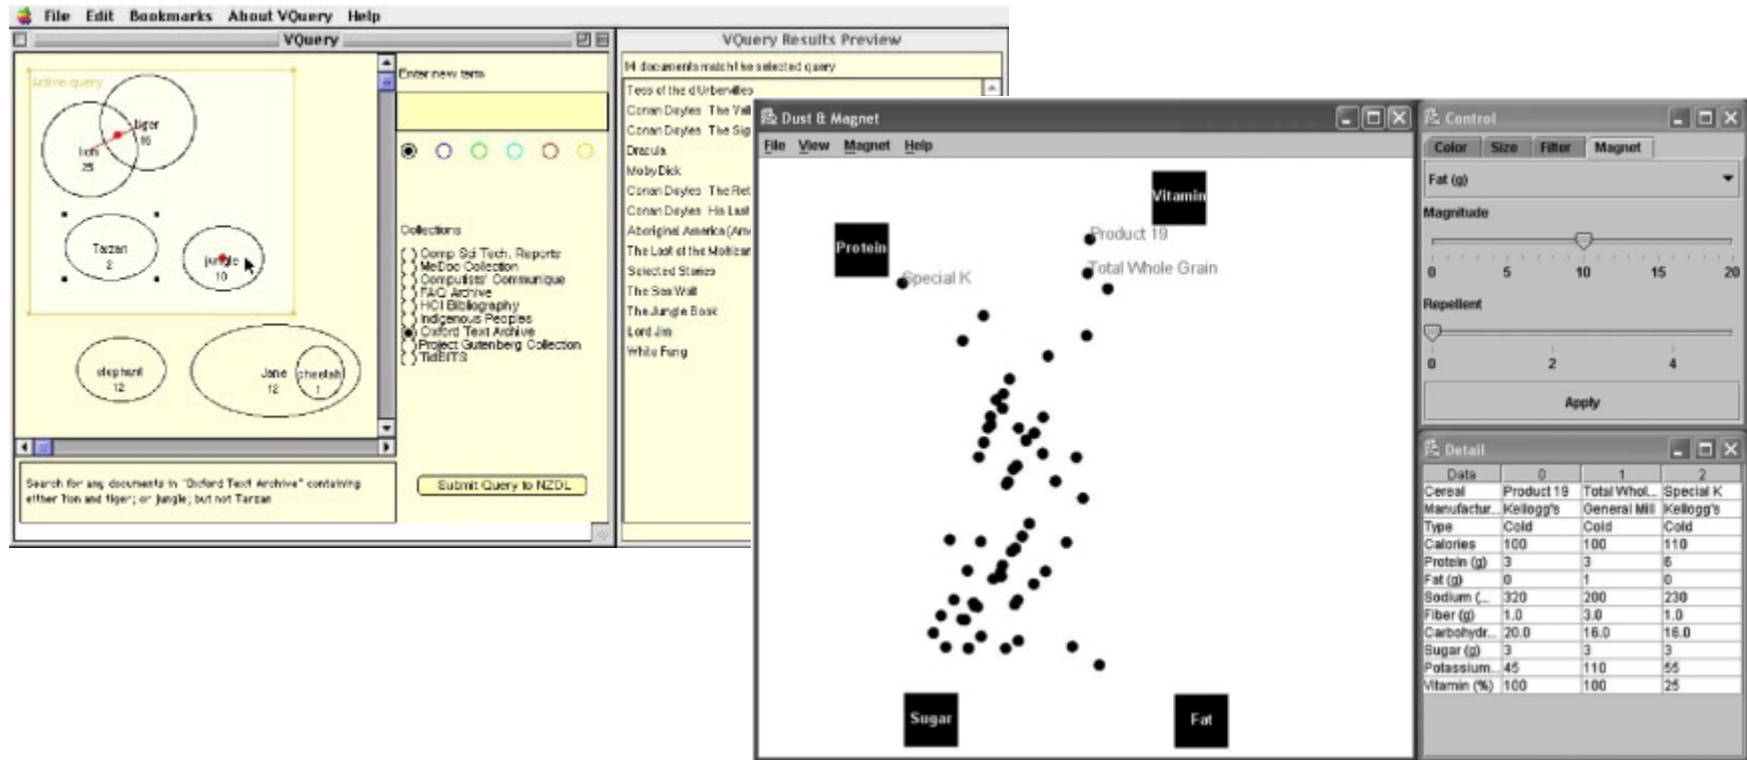 File Edit Bookmarks About VQuery Help
VQuery
Active query
tiger
16
lion
25
Tarzan
2
jungle
10
elephant
12
Jane
12
cheetah
1
Enter new term
Collections
Comp Sci Tech. Reports
MeDoc Collection
Computists' Communique
FAQ Archive
HCI Bibliography
Indigenous Peoples
Oxford Text Archive
Project Gutenberg Collection
TidBITS
Search for any documents in "Oxford Text Archive" containing
either lion and tiger; or jungle; but not Tarzan
Submit Query to NZDL
VQuery Results Preview
14 documents match the selected query
Tess of the d'Urbervilles
Conan Doyles The Vall
Conan Doyles The Sig
Dracula
Moby Dick
Conan Doyles The Ret
Conan Doyles His Last
Aboriginal America (Am
The Last of the Mohican
Selected Stories
The Sea Wolf
The Jungle Book
Lord Jim
White Fang
Dust & Magnet
File View Magnet Help
Vitamin
Protein
Product 19
Total Whole Grain
Special K
Sugar
Fat
Control
Color Size Filter Magnet
Fat (g)
Magnitude
0 5 10 15 20
Repellent
0 2 4
Apply
Detail
Data 0 1 2
Cereal Product 19 Total Whol... Special K
Manufactur... Kellogg's General Mill Kellogg's
Type Cold Cold Cold
Calories 100 100 110
Protein (g) 3 3 6
Fat (g) 0 1 0
Sodium (... 320 200 230
Fiber (g) 1.0 3.0 1.0
Carbohydr... 20.0 16.0 16.0
Sugar (g) 3 3 3
Potassium... 45 110 55
Vitamin (%) 100 100 25